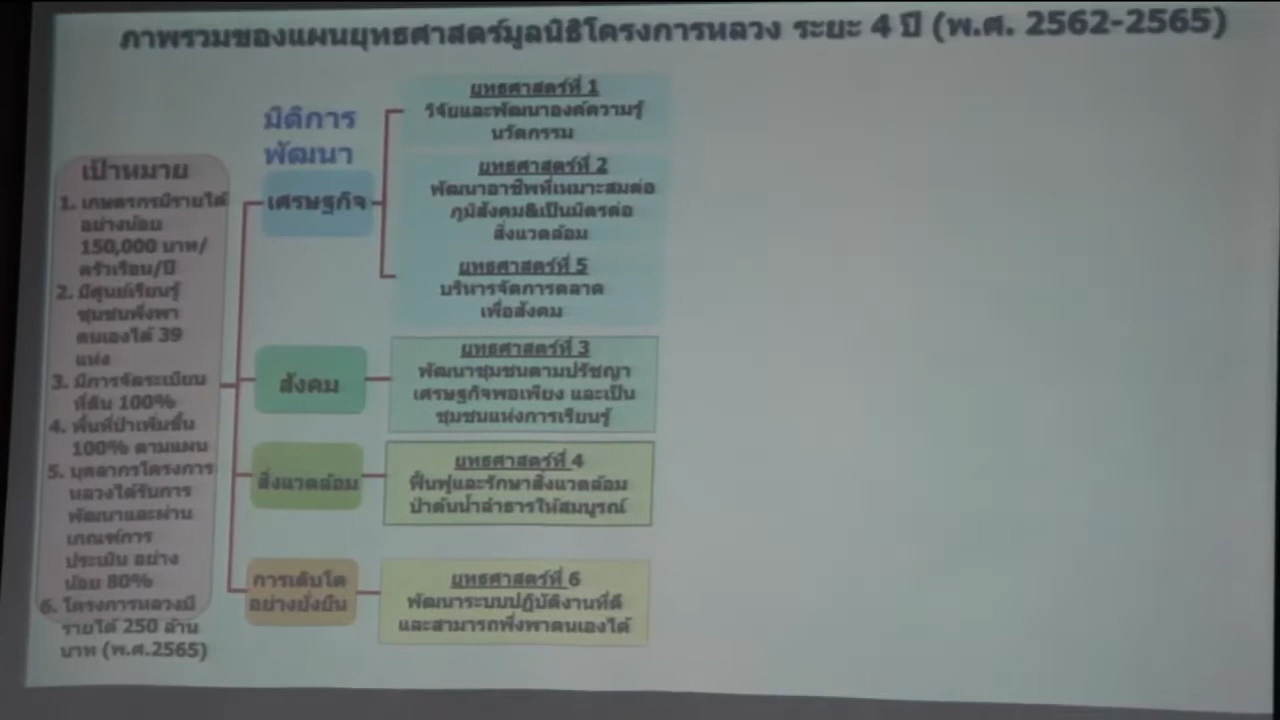 ภาพรวมของแผนยุทธศาสตร์มูลนิธิโครงการหลวง ระยะ 4 ปี (พ.ศ. 2562-2565)
เป้าหมาย
1. เกษตรกรมีรายได้
อย่างน้อย
150,000 บาท/
ครัวเรือน/ปี
2. มีศูนย์เรียนรู้
ชุมชนพึ่งพา
ตนเองได้ 39
แห่ง
3. มีการจัดระเบียบ
ที่ดิน 100%
4. พื้นที่ป่าเพิ่มขึ้น
100% ตามแผน
5. บุคลากรโครงการ
หลวงได้รับการ
พัฒนาและผ่าน
เกณฑ์การ
ประเมิน อย่าง
น้อย 80%
6. โครงการหลวงมี
รายได้ 250 ล้าน
บาท (พ.ศ.2565)
มิติการ
พัฒนา
เศรษฐกิจ
ยุทธศาสตร์ที่ 1
วิจัยและพัฒนาองค์ความรู้
นวัตกรรม
ยุทธศาสตร์ที่ 2
พัฒนาอาชีพที่เหมาะสมต่อ
ภูมิสังคม&เป็นมิตรต่อ
สิ่งแวดล้อม
ยุทธศาสตร์ที่ 5
บริหารจัดการตลาด
เพื่อสังคม
สังคม
ยุทธศาสตร์ที่ 3
พัฒนาชุมชนตามปรัชญา
เศรษฐกิจพอเพียง และเป็น
ชุมชนแห่งการเรียนรู้
สิ่งแวดล้อม
ยุทธศาสตร์ที่ 4
ฟื้นฟูและรักษาสิ่งแวดล้อม
ป่าต้นน้ำลำธารให้สมบูรณ์
การเติบโต
อย่างยั่งยืน
ยุทธศาสตร์ที่ 6
พัฒนาระบบปฏิบัติงานที่ดี
และสามารถพึ่งพาตนเองได้